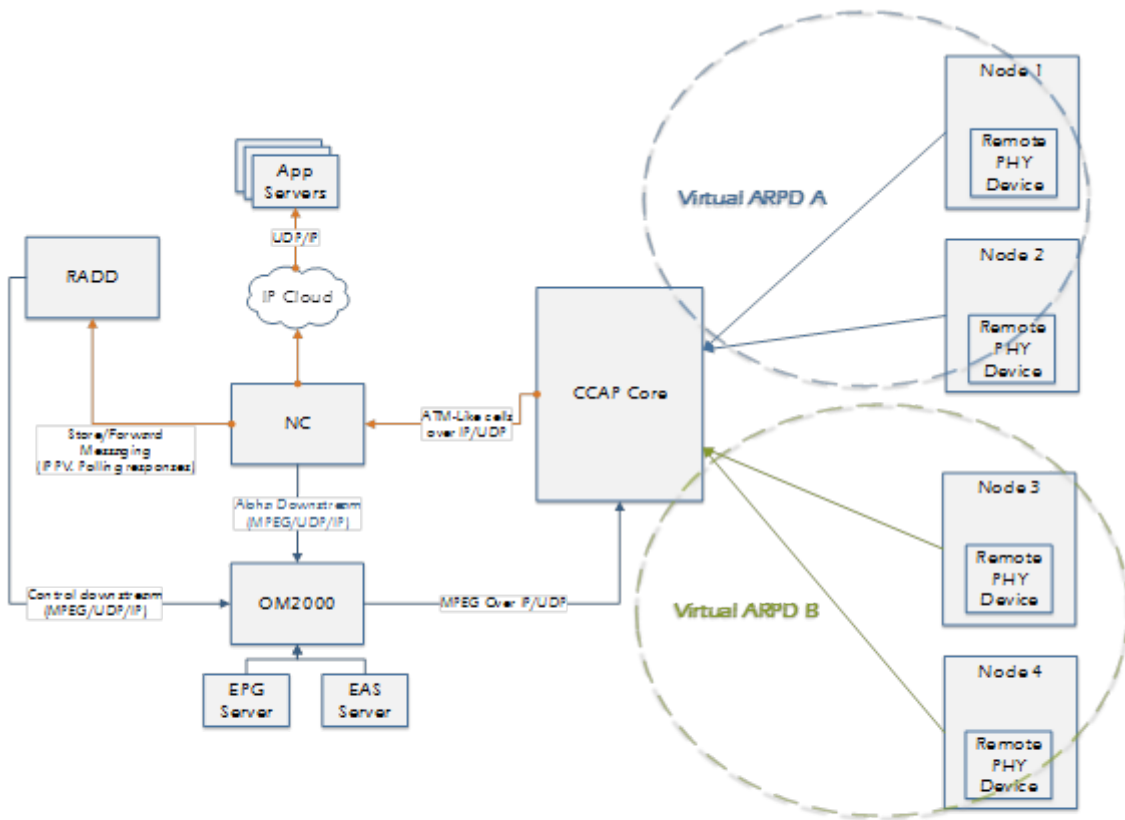 Node 1
Remote
PHY
Device
App
Servers
Virtual ARPD A
UDP/IP
Node 2
RADD
IP Cloud
Remote
PHY
Device
CCAP Core
NC
ATM-Like cells
over IP/UDP
Store/Forward
Messaging
(IPPV, Polling responses)
Node 3
Alpha Downstream
(MPEG/UDP/IP)
Remote
PHY
Device
Control downstream
(MPEG/UDP/IP)
OM2000
MPEG Over IP/UDP
Virtual ARPD B
Node 4
EPG
Server
EAS
Server
Remote
PHY
Device